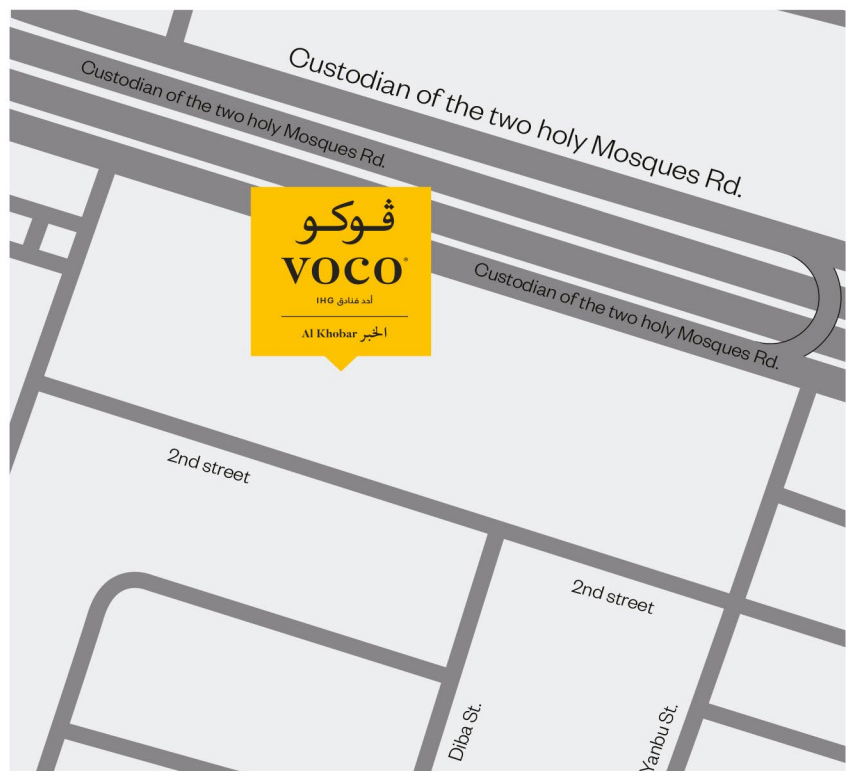 Custodian of the two holy Mosques Rd.
Custodian of the two holy Mosques Rd.
ڤوكو
VOCO®
أحد فنادق IHG
Al Khobar الخبر
Custodian of the two holy Mosques Rd.
2nd street
2nd street
Diba St.
Yanbu St.